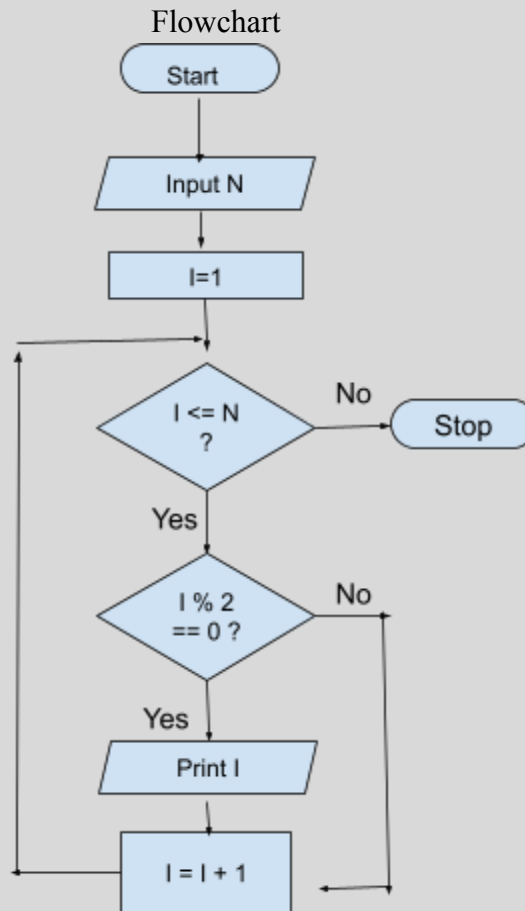 Flowchart
Start
Input N
I=1
I <= N
?
No
Stop
Yes
I % 2
== 0 ?
No
Yes
Print I
I = I + 1